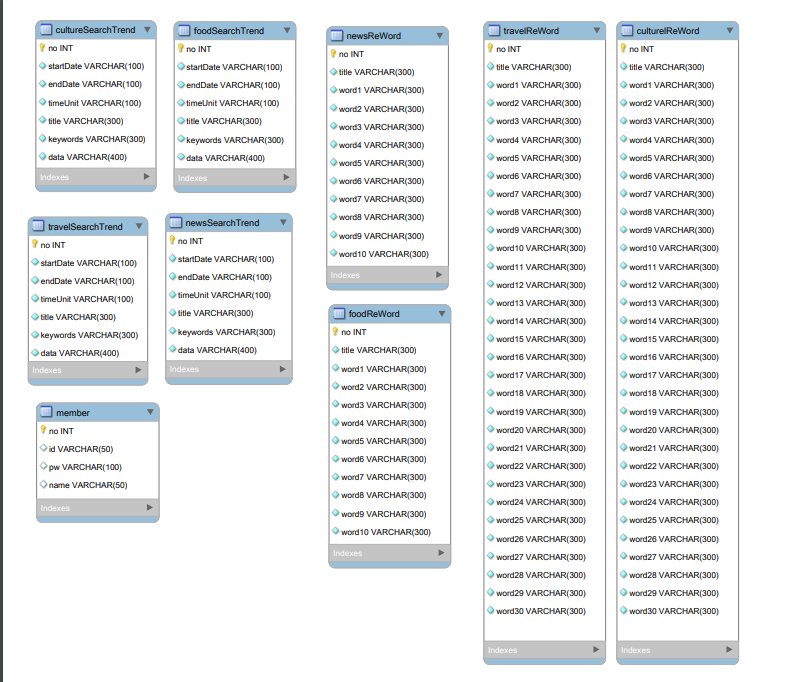 cultureSearchTrend
no INT
startDate VARCHAR(100)
endDate VARCHAR(100)
timeUnit VARCHAR(100)
title VARCHAR(300)
keywords VARCHAR(300)
data VARCHAR(400)
Indexes
foodSearchTrend
no INT
startDate VARCHAR(100)
endDate VARCHAR(100)
timeUnit VARCHAR(100)
title VARCHAR(300)
keywords VARCHAR(300)
data VARCHAR(400)
Indexes
travelSearchTrend
no INT
startDate VARCHAR(100)
endDate VARCHAR(100)
timeUnit VARCHAR(100)
title VARCHAR(300)
keywords VARCHAR(300)
data VARCHAR(400)
Indexes
newsSearchTrend
no INT
startDate VARCHAR(100)
endDate VARCHAR(100)
timeUnit VARCHAR(100)
title VARCHAR(300)
keywords VARCHAR(300)
data VARCHAR(400)
Indexes
member
no INT
id VARCHAR(50)
pw VARCHAR(100)
name VARCHAR(50)
Indexes
newsReWord
no INT
title VARCHAR(300)
word1 VARCHAR(300)
word2 VARCHAR(300)
word3 VARCHAR(300)
word4 VARCHAR(300)
word5 VARCHAR(300)
word6 VARCHAR(300)
word7 VARCHAR(300)
word8 VARCHAR(300)
word9 VARCHAR(300)
word10 VARCHAR(300)
Indexes
foodReWord
no INT
title VARCHAR(300)
word1 VARCHAR(300)
word2 VARCHAR(300)
word3 VARCHAR(300)
word4 VARCHAR(300)
word5 VARCHAR(300)
word6 VARCHAR(300)
word7 VARCHAR(300)
word8 VARCHAR(300)
word9 VARCHAR(300)
word10 VARCHAR(300)
Indexes
travelReWord
no INT
title VARCHAR(300)
word1 VARCHAR(300)
word2 VARCHAR(300)
word3 VARCHAR(300)
word4 VARCHAR(300)
word5 VARCHAR(300)
word6 VARCHAR(300)
word7 VARCHAR(300)
word8 VARCHAR(300)
word9 VARCHAR(300)
word10 VARCHAR(300)
word11 VARCHAR(300)
word12 VARCHAR(300)
word13 VARCHAR(300)
word14 VARCHAR(300)
word15 VARCHAR(300)
word16 VARCHAR(300)
word17 VARCHAR(300)
word18 VARCHAR(300)
word19 VARCHAR(300)
word20 VARCHAR(300)
word21 VARCHAR(300)
word22 VARCHAR(300)
word23 VARCHAR(300)
word24 VARCHAR(300)
word25 VARCHAR(300)
word26 VARCHAR(300)
word27 VARCHAR(300)
word28 VARCHAR(300)
word29 VARCHAR(300)
word30 VARCHAR(300)
Indexes
culturelReWord
no INT
title VARCHAR(300)
word1 VARCHAR(300)
word2 VARCHAR(300)
word3 VARCHAR(300)
word4 VARCHAR(300)
word5 VARCHAR(300)
word6 VARCHAR(300)
word7 VARCHAR(300)
word8 VARCHAR(300)
word9 VARCHAR(300)
word10 VARCHAR(300)
word11 VARCHAR(300)
word12 VARCHAR(300)
word13 VARCHAR(300)
word14 VARCHAR(300)
word15 VARCHAR(300)
word16 VARCHAR(300)
word17 VARCHAR(300)
word18 VARCHAR(300)
word19 VARCHAR(300)
word20 VARCHAR(300)
word21 VARCHAR(300)
word22 VARCHAR(300)
word23 VARCHAR(300)
word24 VARCHAR(300)
word25 VARCHAR(300)
word26 VARCHAR(300)
word27 VARCHAR(300)
word28 VARCHAR(300)
word29 VARCHAR(300)
word30 VARCHAR(300)
Indexes